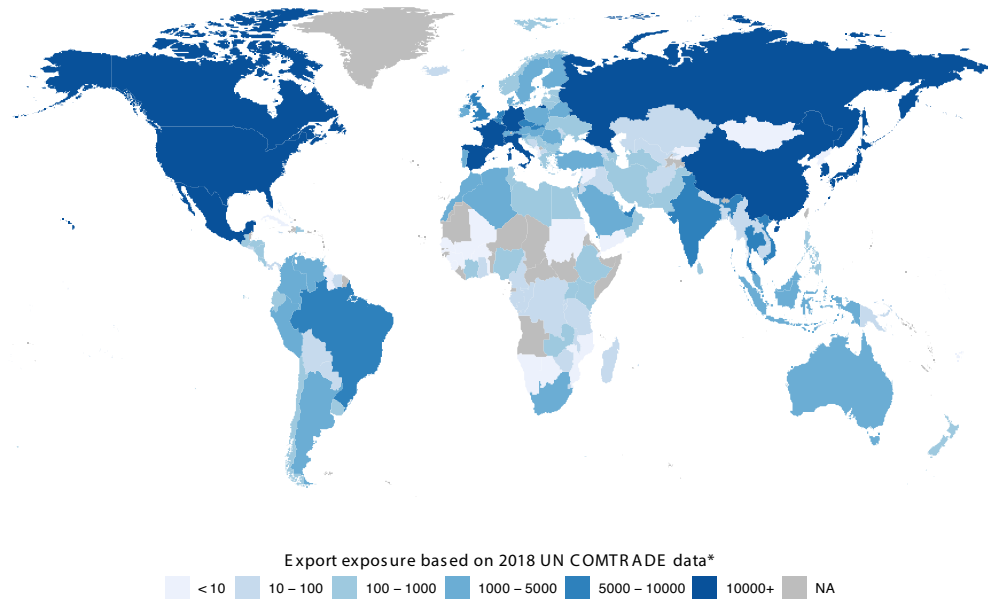 Export exposure based on 2018 UN COMTRADE data*
<10 10 – 100 100 – 1000 1000 – 5000 5000 – 10000 10000+ NA